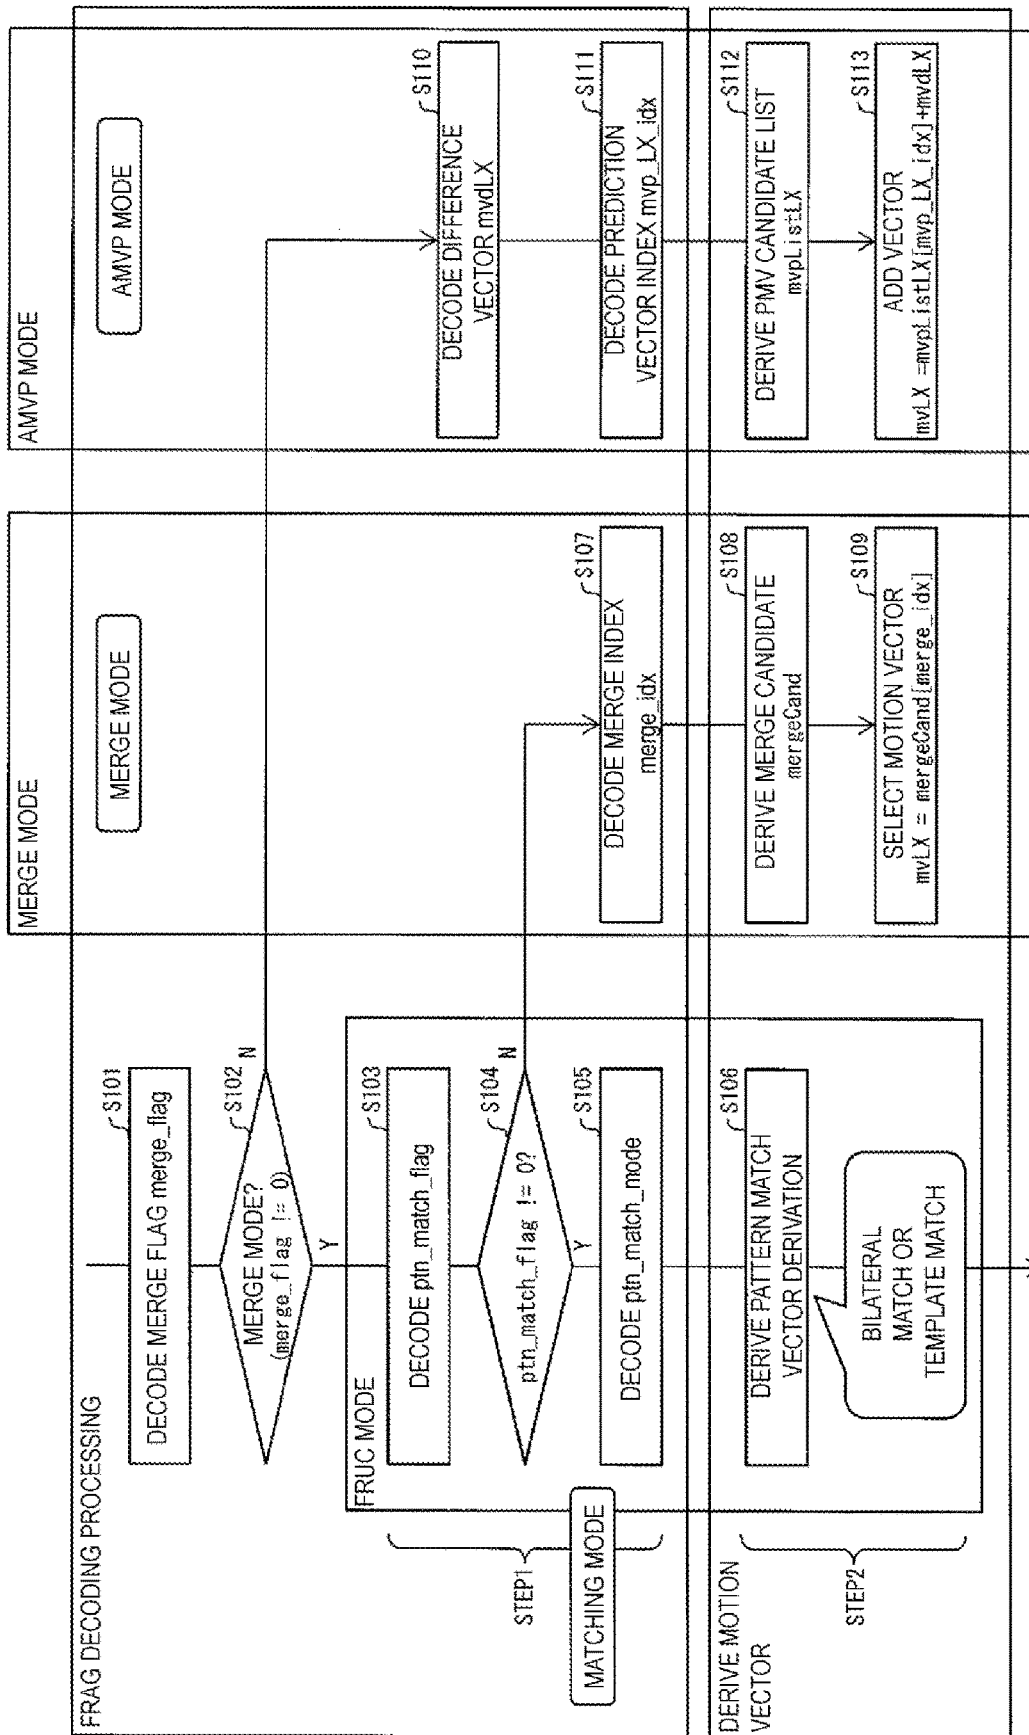 FRAG DECODING PROCESSING
S101
DECODE MERGE FLAG merge_flag
S102
MERGE MODE?
(merge_flag != 0)
N
Y
FRUC MODE
S103
DECODE ptn_match_flag
S104
ptn_match_flag != 0?
N
Y
S105
DECODE ptn_match_mode
STEP1
MATCHING MODE
DERIVE MOTION
VECTOR
STEP2
S106
DERIVE PATTERN MATCH
VECTOR DERIVATION
BILATERAL
MATCH OR
TEMPLATE MATCH
MERGE MODE
MERGE MODE
S107
DECODE MERGE INDEX
merge_idx
S108
DERIVE MERGE CANDIDATE
mergeCand
S109
SELECT MOTION VECTOR
mvLX = mergeCand[merge_idx]
AMVP MODE
AMVP MODE
S110
DECODE DIFFERENCE
VECTOR mvdLX
S111
DECODE PREDICTION
VECTOR INDEX mvp_LX_idx
S112
DERIVE PMV CANDIDATE LIST
mvpListLX
S113
ADD VECTOR
mvLX =mvpListLX[mvp_LX_idx]+mvdLX